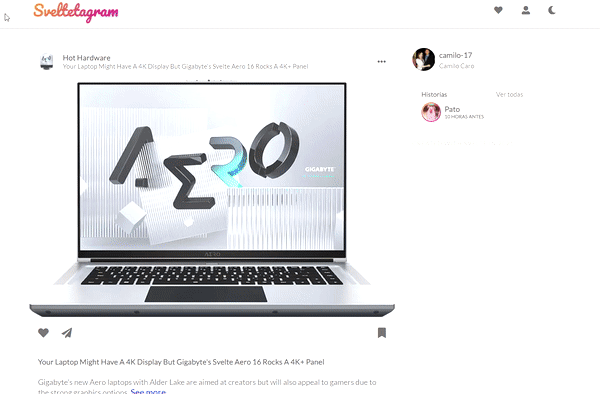 Sveltetagram
Hot Hardware
Your Laptop Might Have A 4K Display But Gigabyte's Svelte Aero 16 Rocks A 4K+ Panel
camilo-17
Camilo Caro
Historias
Ver todas
Pato
10 HORAS ANTES
AERO
GIGABYTE
AERO
Your Laptop Might Have A 4K Display But Gigabyte's Svelte Aero 16 Rocks A 4K+ Panel
Gigabyte's new Aero laptops with Alder Lake are aimed at creators but will also appeal to gamers due to
the strong graphics options. See more